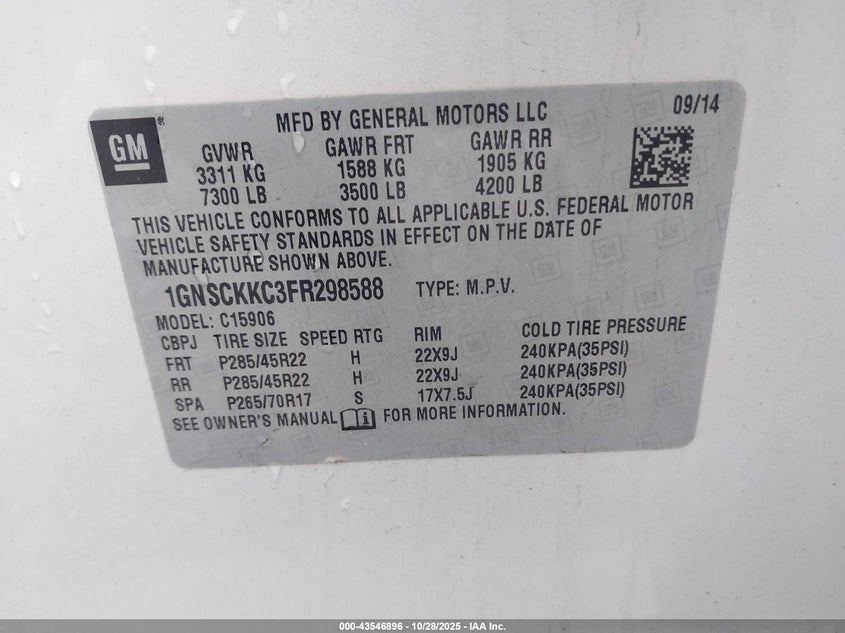 GM
MFD BY GENERAL MOTORS LLC 09/14
GVWR GAWR FRT GAWR RR
3311 KG 1588 KG 1905 KG
7300 LB 3500 LB 4200 LB
THIS VEHICLE CONFORMS TO ALL APPLICABLE U.S. FEDERAL MOTOR
VEHICLE SAFETY STANDARDS IN EFFECT ON THE DATE OF
MANUFACTURE SHOWN ABOVE.
1GNSCKKC3FR298588 TYPE: M.P.V.
MODEL: C15906
CBPJ TIRE SIZE SPEED RTG RIM COLD TIRE PRESSURE
FRT P285/45R22 H 22X9J 240KPA(35PSI)
RR P285/45R22 H 22X9J 240KPA(35PSI)
SPA P265/70R17 S 17X7.5J 240KPA(35PSI)
SEE OWNER'S MANUAL FOR MORE INFORMATION.
000-43546896 - 10/28/2025 - IAA Inc.